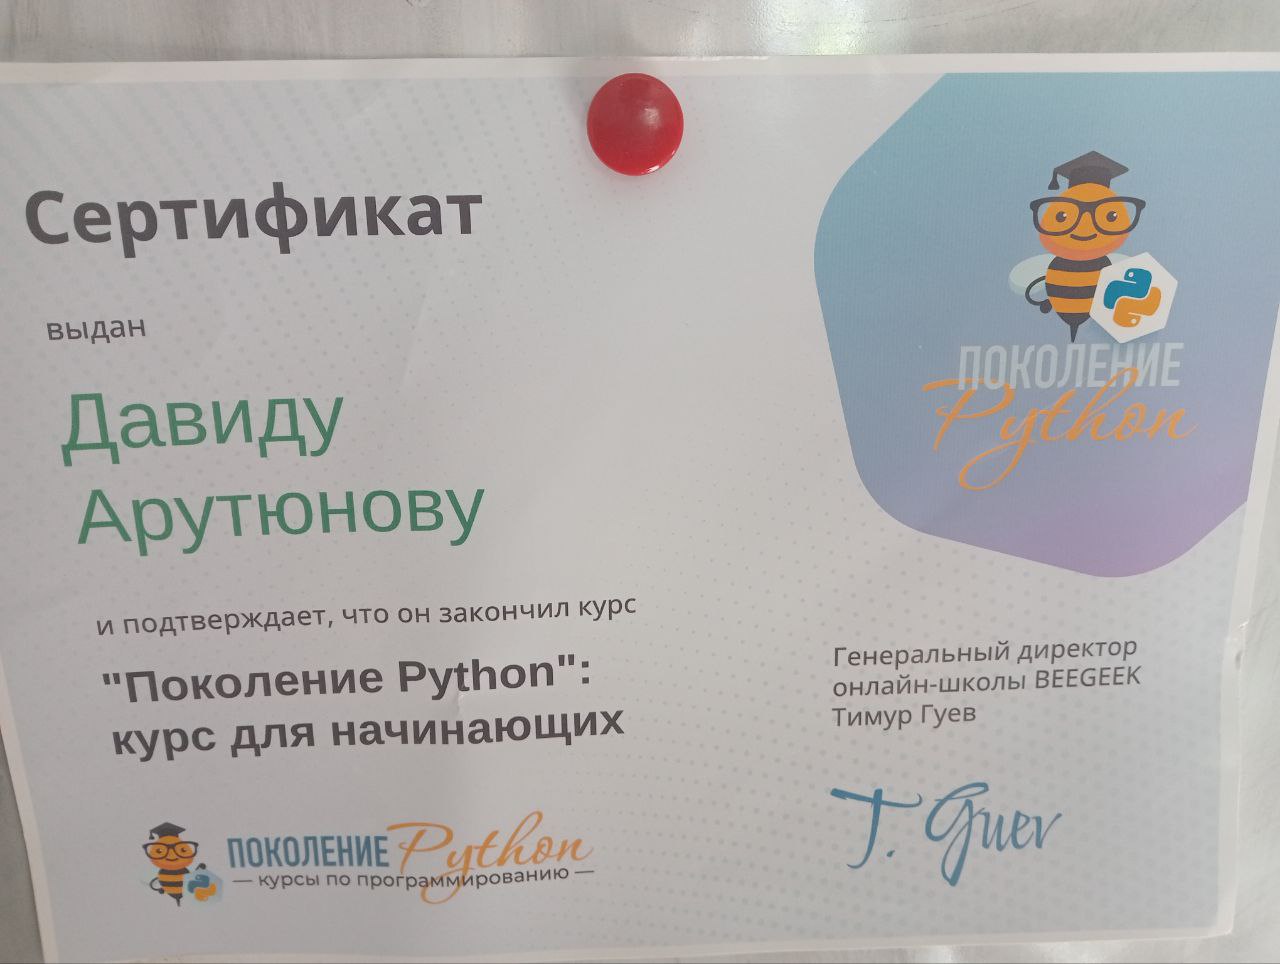 Сертификат
выдан
Давиду
Арутюнову
и подтверждает, что он закончил курс
"Поколение Python":
курс для начинающих
ПОКОЛЕНИЕ Python
— курсы по программированию —
ПОКОЛЕНИЕ
Python
Генеральный директор
онлайн-школы BEEGEEK
Тимур Гуев
T. Guev